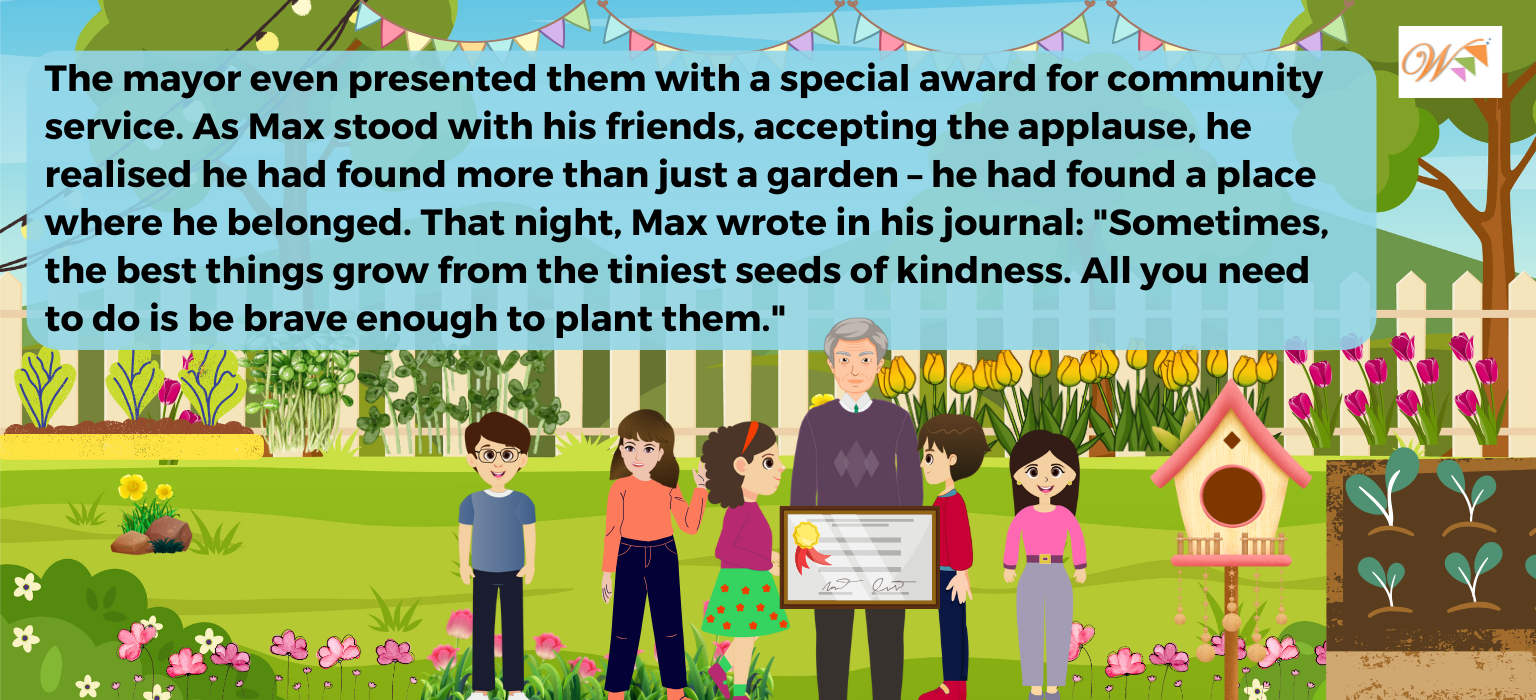 The mayor even presented them with a special award for community
service. As Max stood with his friends, accepting the applause, he
realised he had found more than just a garden – he had found a place
where he belonged. That night, Max wrote in his journal: "Sometimes,
the best things grow from the tiniest seeds of kindness. All you need
to do is be brave enough to plant them."
W